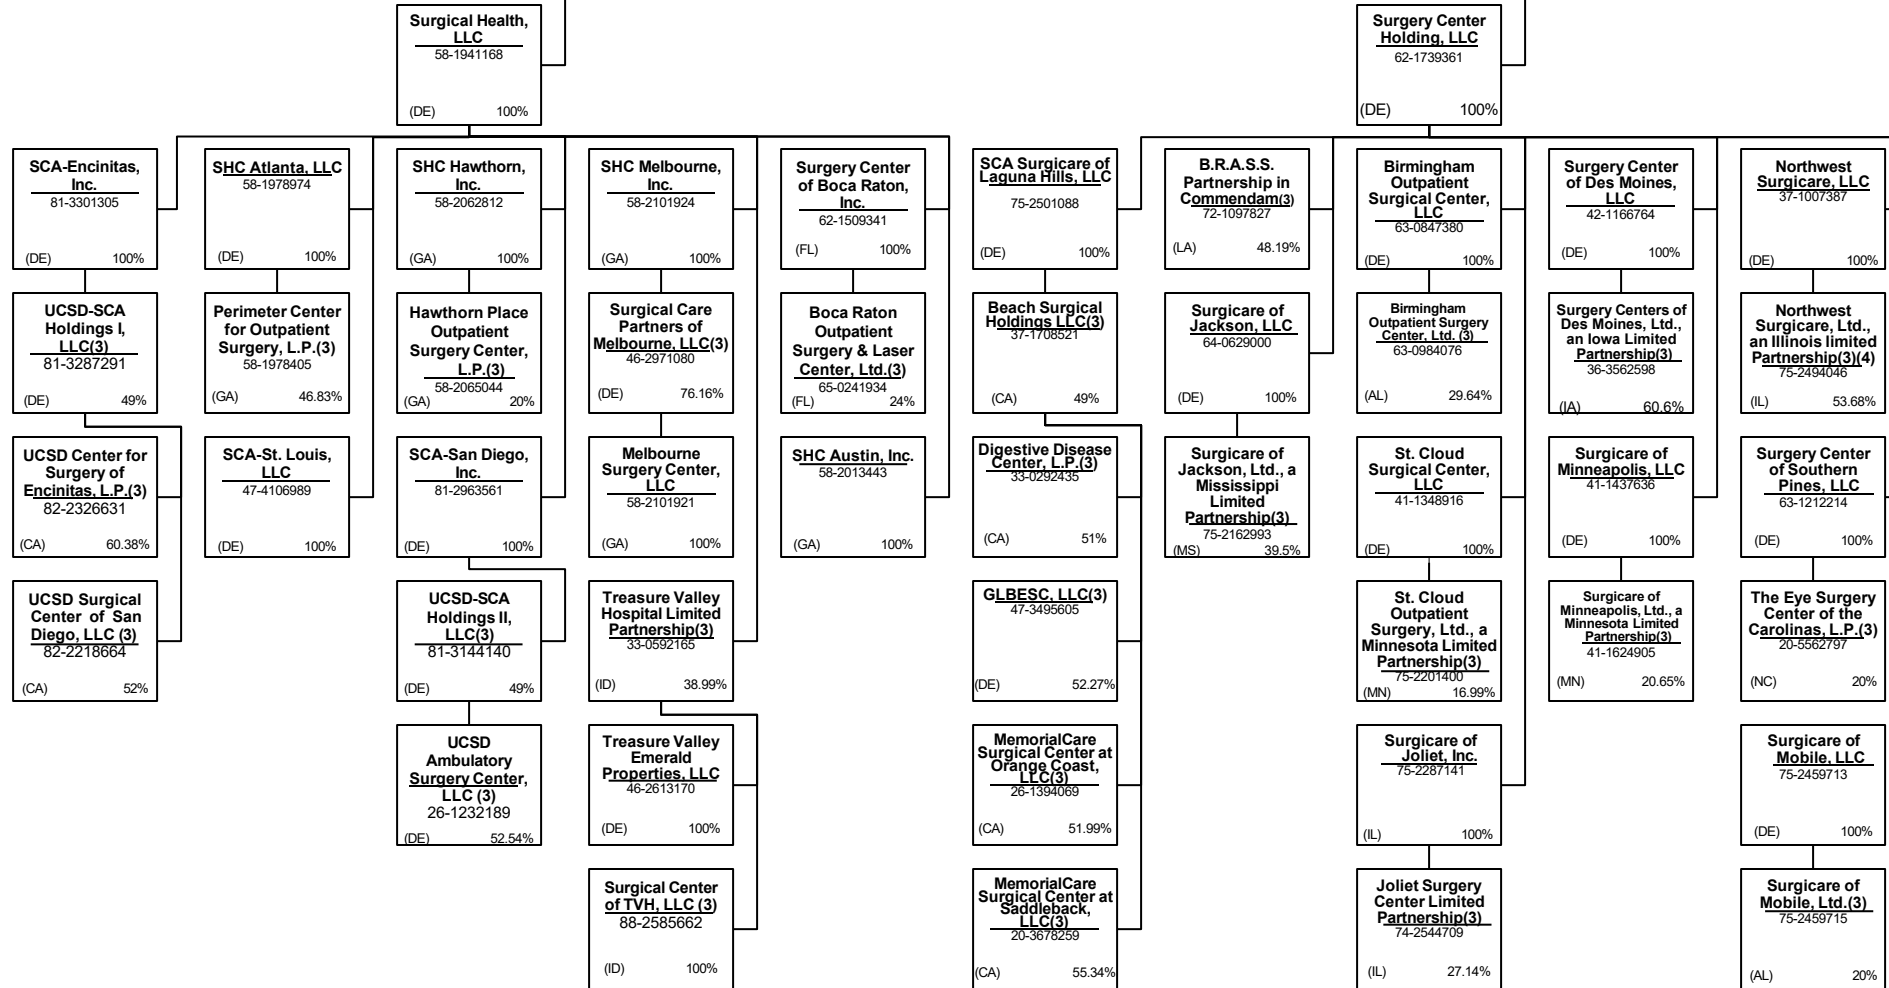 Surgical Health,
LLC
58-1941168
(DE) 100%
Surgery Center
Holding, LLC
62-1739361
(DE) 100%
SCA-Encinitas,
Inc.
81-3301305
(DE) 100%
SHC Atlanta, LLC
58-1978974
(DE) 100%
SHC Hawthorn,
Inc.
58-2062812
(GA) 100%
SHC Melbourne,
Inc.
58-2101924
(GA) 100%
Surgery Center
of Boca Raton,
Inc.
62-1509341
(FL) 100%
SCA Surgicare of
Laguna Hills, LLC
75-2501088
(DE) 100%
B.R.A.S.S.
Partnership in
Commendam(3)
72-1097827
(LA) 48.19%
Birmingham
Outpatient
Surgical Center,
LLC
63-0847380
(DE) 100%
Surgery Center
of Des Moines,
LLC
42-1166764
(DE) 100%
Northwest
Surgicare, LLC
37-1007387
(DE) 100%
UCSD-SCA
Holdings I,
LLC(3)
81-3287291
(DE) 49%
Perimeter Center
for Outpatient
Surgery, L.P.(3)
58-1978405
(GA) 46.83%
Hawthorn Place
Outpatient
Surgery Center,
L.P.(3)
58-2065044
(GA) 20%
Surgical Care
Partners of
Melbourne, LLC(3)
46-2971080
(DE) 76.16%
Boca Raton
Outpatient
Surgery & Laser
Center, Ltd.(3)
65-0241934
(FL) 24%
Beach Surgical
Holdings LLC(3)
37-1708521
(CA) 49%
Surgicare of
Jackson, LLC
64-0629000
(DE) 100%
Birmingham
Outpatient Surgery
Center, Ltd. (3)
63-0984076
(AL) 29.64%
Surgery Centers of
Des Moines, Ltd.,
an Iowa Limited
Partnership(3)
36-3562598
(IA) 60.6%
Northwest
Surgicare, Ltd.,
an Illinois limited
Partnership(3)(4)
75-2494046
(IL) 53.68%
UCSD Center for
Surgery of
Encinitas, L.P.(3)
82-2326631
(CA) 60.38%
SCA-St. Louis,
LLC
47-4106989
(DE) 100%
SCA-San Diego,
Inc.
81-2963561
(DE) 100%
Melbourne
Surgery Center,
LLC
58-2101921
(GA) 100%
SHC Austin, Inc.
58-2013443
(GA) 100%
Digestive Disease
Center, L.P.(3)
33-0292435
(CA) 51%
Surgicare of
Jackson, Ltd., a
Mississippi
Limited
Partnership(3)
75-2162993
(MS) 39.5%
St. Cloud
Surgical Center,
LLC
41-1348916
(DE) 100%
Surgicare of
Minneapolis, LLC
41-1437636
(DE) 100%
Surgery Center
of Southern
Pines, LLC
63-1212214
(DE) 100%
UCSD Surgical
Center of San
Diego, LLC (3)
82-2218664
(CA) 52%
UCSD-SCA
Holdings II,
LLC(3)
81-3144140
(DE) 49%
Treasure Valley
Hospital Limited
Partnership(3)
33-0592165
(ID) 38.99%
GLBESC, LLC(3)
47-3495605
(DE) 52.27%
St. Cloud
Outpatient
Surgery, Ltd., a
Minnesota Limited
Partnership(3)
75-2201400
(MN) 16.99%
Surgicare of
Minneapolis, Ltd., a
Minnesota Limited
Partnership(3)
41-1624905
(MN) 20.65%
The Eye Surgery
Center of the
Carolinas, L.P.(3)
20-5562797
(NC) 20%
UCSD
Ambulatory
Surgery Center,
LLC (3)
26-1232189
(DE) 52.54%
Treasure Valley
Emerald
Properties, LLC
46-2613170
(DE) 100%
MemorialCare
Surgical Center at
Orange Coast,
LLC(3)
26-1394069
(CA) 51.99%
Surgicare of
Joliet, Inc.
75-2287141
(IL) 100%
Surgicare of
Mobile, LLC
75-2459713
(DE) 100%
Surgical Center
of TVH, LLC (3)
88-2585662
(ID) 100%
MemorialCare
Surgical Center at
Saddleback,
LLC(3)
20-3678259
(CA) 55.34%
Joliet Surgery
Center Limited
Partnership(3)
74-2544709
(IL) 27.14%
Surgicare of
Mobile, Ltd.(3)
75-2459715
(AL) 20%